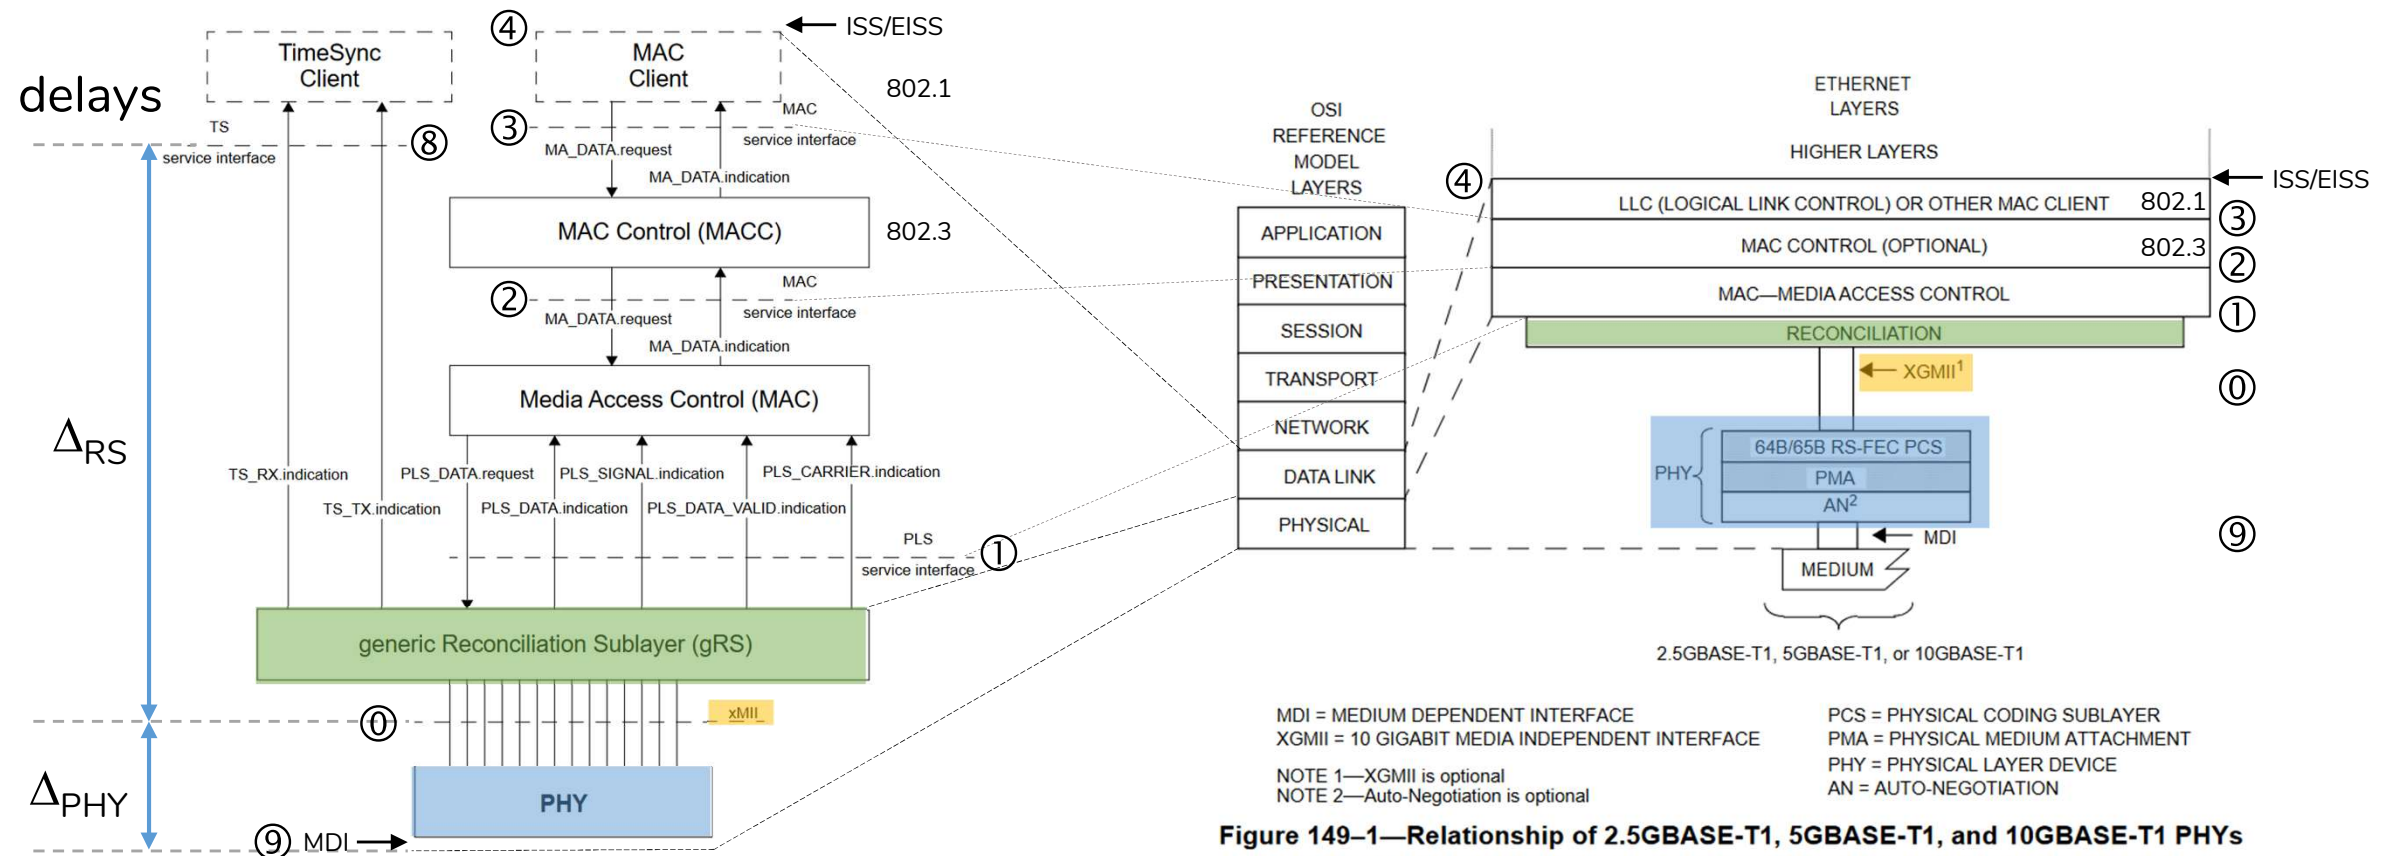 ④
ISS/EISS
TimeSync
Client
MAC
Client
802.1
delays
TS
service interface
⑧
③
MAC
service interface
MA_DATA.request
MA_DATA.indication
MAC Control (MACC)
802.3
②
MAC
service interface
MA_DATA.request
MA_DATA.indication
Media Access Control (MAC)
ΔRS
TS_RX.indication
TS_TX.indication
PLS_DATA.request
PLS_SIGNAL.indication
PLS_CARRIER.indication
PLS_DATA.indication
PLS_DATA_VALID.indication
PLS
service interface
①
generic Reconciliation Sublayer (gRS)
⓪
xMII
ΔPHY
PHY
⑨ MDI
OSI
REFERENCE
MODEL
LAYERS
APPLICATION
PRESENTATION
SESSION
TRANSPORT
NETWORK
DATA LINK
PHYSICAL
ETHERNET
LAYERS
HIGHER LAYERS
④
ISS/EISS
LLC (LOGICAL LINK CONTROL) OR OTHER MAC CLIENT
802.1
③
MAC CONTROL (OPTIONAL)
802.3
②
MAC—MEDIA ACCESS CONTROL
①
RECONCILIATION
XGMII1
⓪
PHY
64B/65B RS-FEC PCS
PMA
AN2
MDI
⑨
MEDIUM
2.5GBASE-T1, 5GBASE-T1, or 10GBASE-T1
MDI = MEDIUM DEPENDENT INTERFACE
XGMII = 10 GIGABIT MEDIA INDEPENDENT INTERFACE
NOTE 1—XGMII is optional
NOTE 2—Auto-Negotiation is optional
PCS = PHYSICAL CODING SUBLAYER
PMA = PHYSICAL MEDIUM ATTACHMENT
PHY = PHYSICAL LAYER DEVICE
AN = AUTO-NEGOTIATION
Figure 149–1—Relationship of 2.5GBASE-T1, 5GBASE-T1, and 10GBASE-T1 PHYs